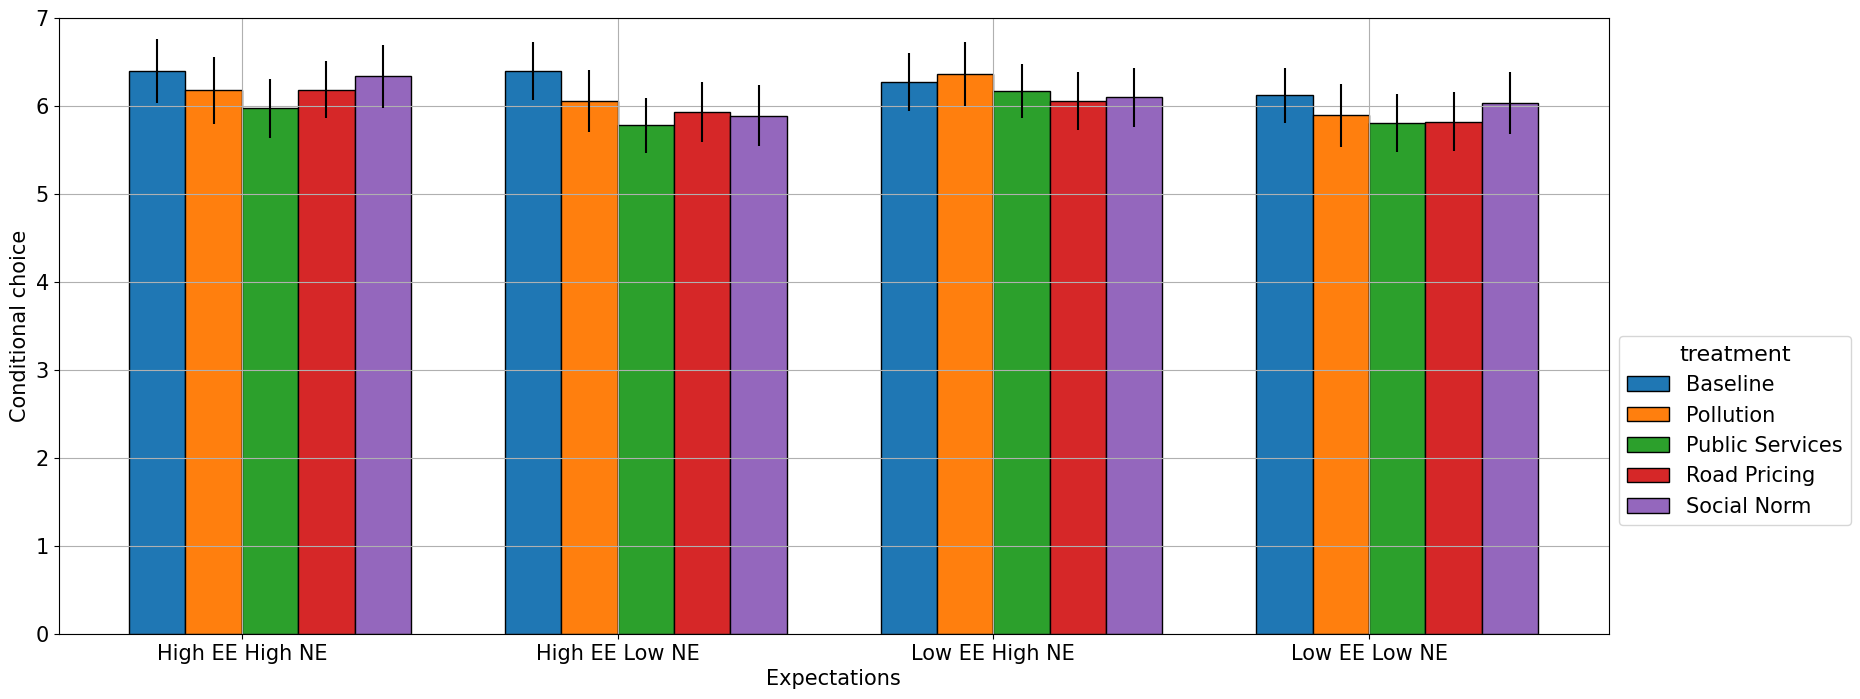 7
6
5
4
3
2
1
0
Conditional choice
High EE High NE
High EE Low NE
Low EE High NE
Low EE Low NE
Expectations
treatment
Baseline
Pollution
Public Services
Road Pricing
Social Norm